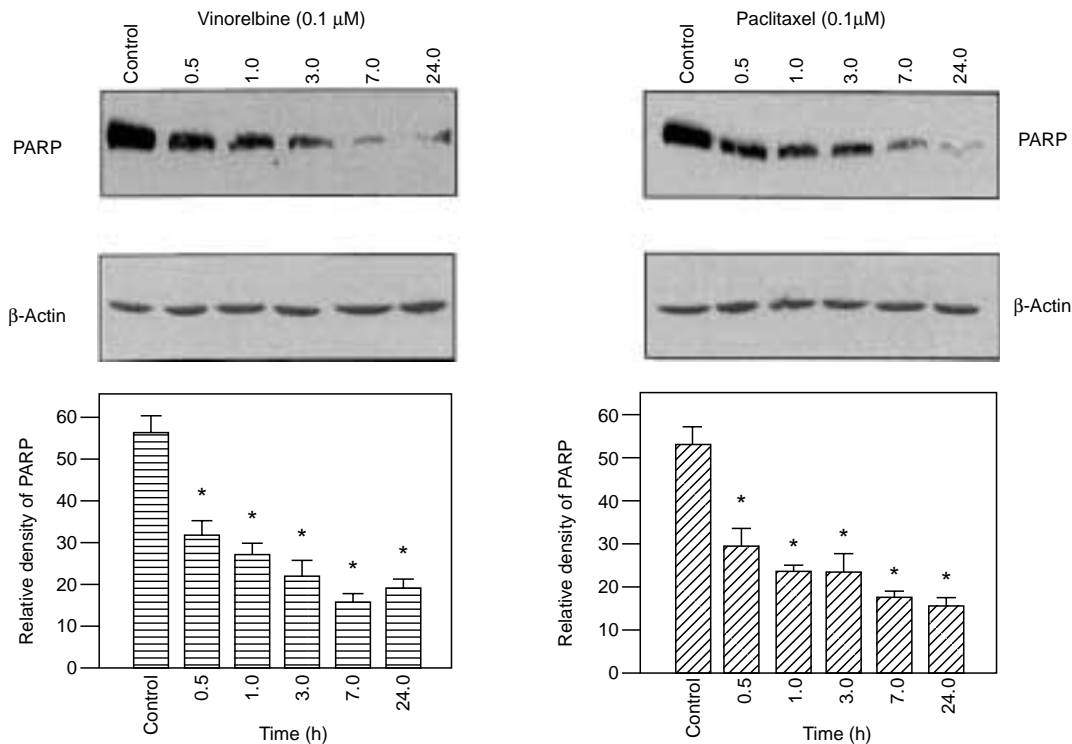 Vinorelbine (0.1 μM)
Control 0.5 1.0 3.0 7.0 24.0
PARP
β-Actin
60
50
40
30
20
10
0
Relative density of PARP
* * * * *
Control 0.5 1.0 3.0 7.0 24.0
Time (h)
Paclitaxel (0.1μM)
Control 0.5 1.0 3.0 7.0 24.0
PARP
β-Actin
60
50
40
30
20
10
0
Relative density of PARP
* * * * *
Control 0.5 1.0 3.0 7.0 24.0
Time (h)